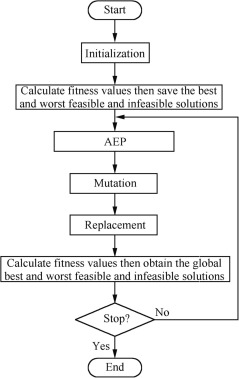 Start
Initialization
Calculate fitness values then save the best
and worst feasible and infeasible solutions
AEP
Mutation
Replacement
Calculate fitness values then obtain the global
best and worst feasible and infeasible solutions
Stop?
No
Yes
End